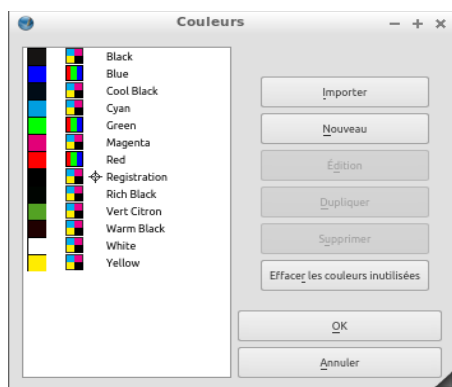 Couleurs
Black
Blue
Cool Black
Cyan
Green
Magenta
Red
Registration
Rich Black
Vert Citron
Warm Black
White
Yellow
Importer
Nouveau
Édition
Dupliquer
Supprimer
Effacer les couleurs inutilisées
OK
Annuler